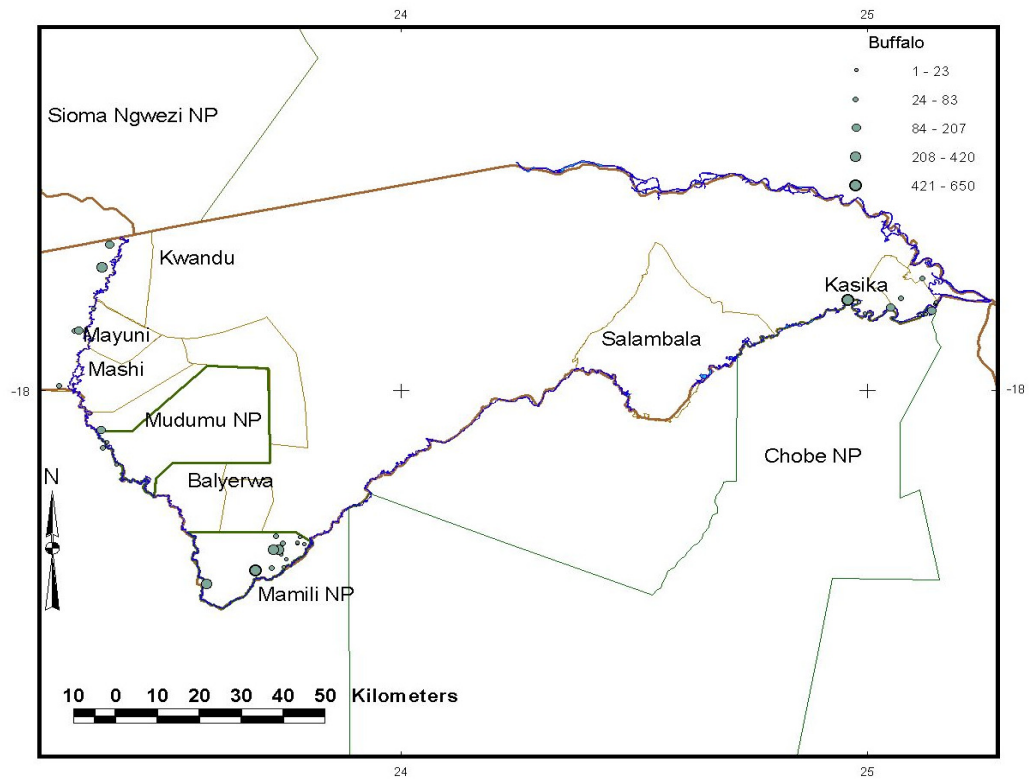 24
25
Buffalo
1 - 23
24 - 83
84 - 207
208 - 420
421 - 650
Sioma Ngwezi NP
Kwandu
Kasika
Mayuni
Salambala
Mashi
-18
-18
Mudumu NP
Chobe NP
Balyerwa
N
Mamili NP
10 0 10 20 30 40 50 Kilometers
24
25